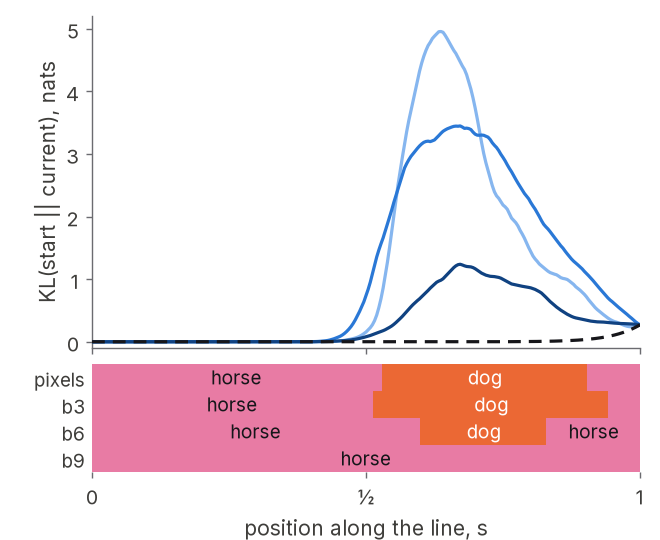 KL(start || current), nats
5
4
3
2
1
0
pixels horse dog
b3 horse dog
b6 horse dog horse
b9 horse
0 ½ 1
position along the line, s